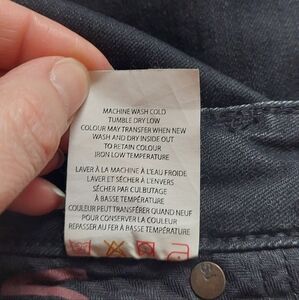 MACHINE WASH COLD
TUMBLE DRY LOW
COLOUR MAY TRANSFER WHEN NEW
WASH AND DRY INSIDE OUT
TO RETAIN COLOUR
IRON LOW TEMPERATURE
LAVER À LA MACHINE À L'EAU FROIDE
LAVER ET SÉCHER À L'ENVERS
SÉCHER PAR CULBUTAGE
À BASSE TEMPÉRATURE
COULEUR PEUT TRANSFÉRER QUAND NEUF
POUR CONSERVER LA COULEUR
REPASSER AU FER À BASSE TEMPÉRATURE